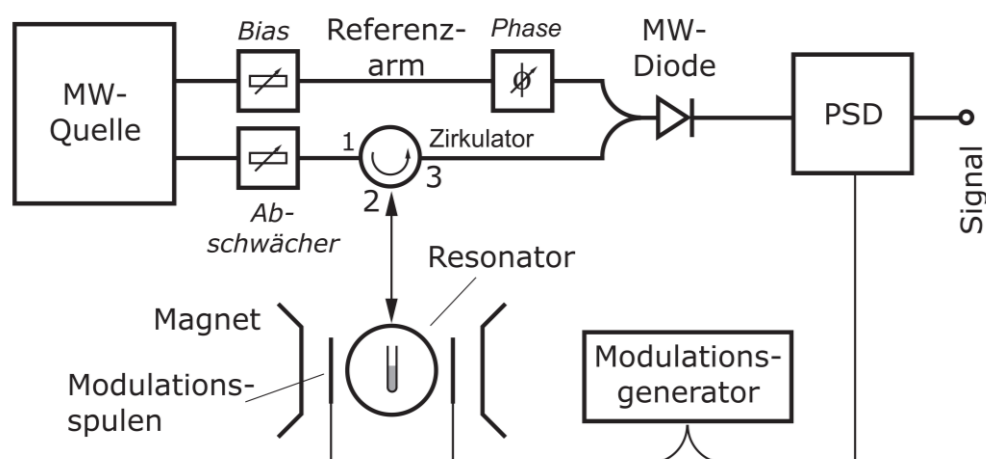 Bias
Referenz-
arm
Phase
MW-
Diode
MW-
Quelle
ϕ
PSD
1
Zirkulator
2
3
Signal
Ab-
schwächer
Resonator
Magnet
Modulations-
spulen
Modulations-
generator